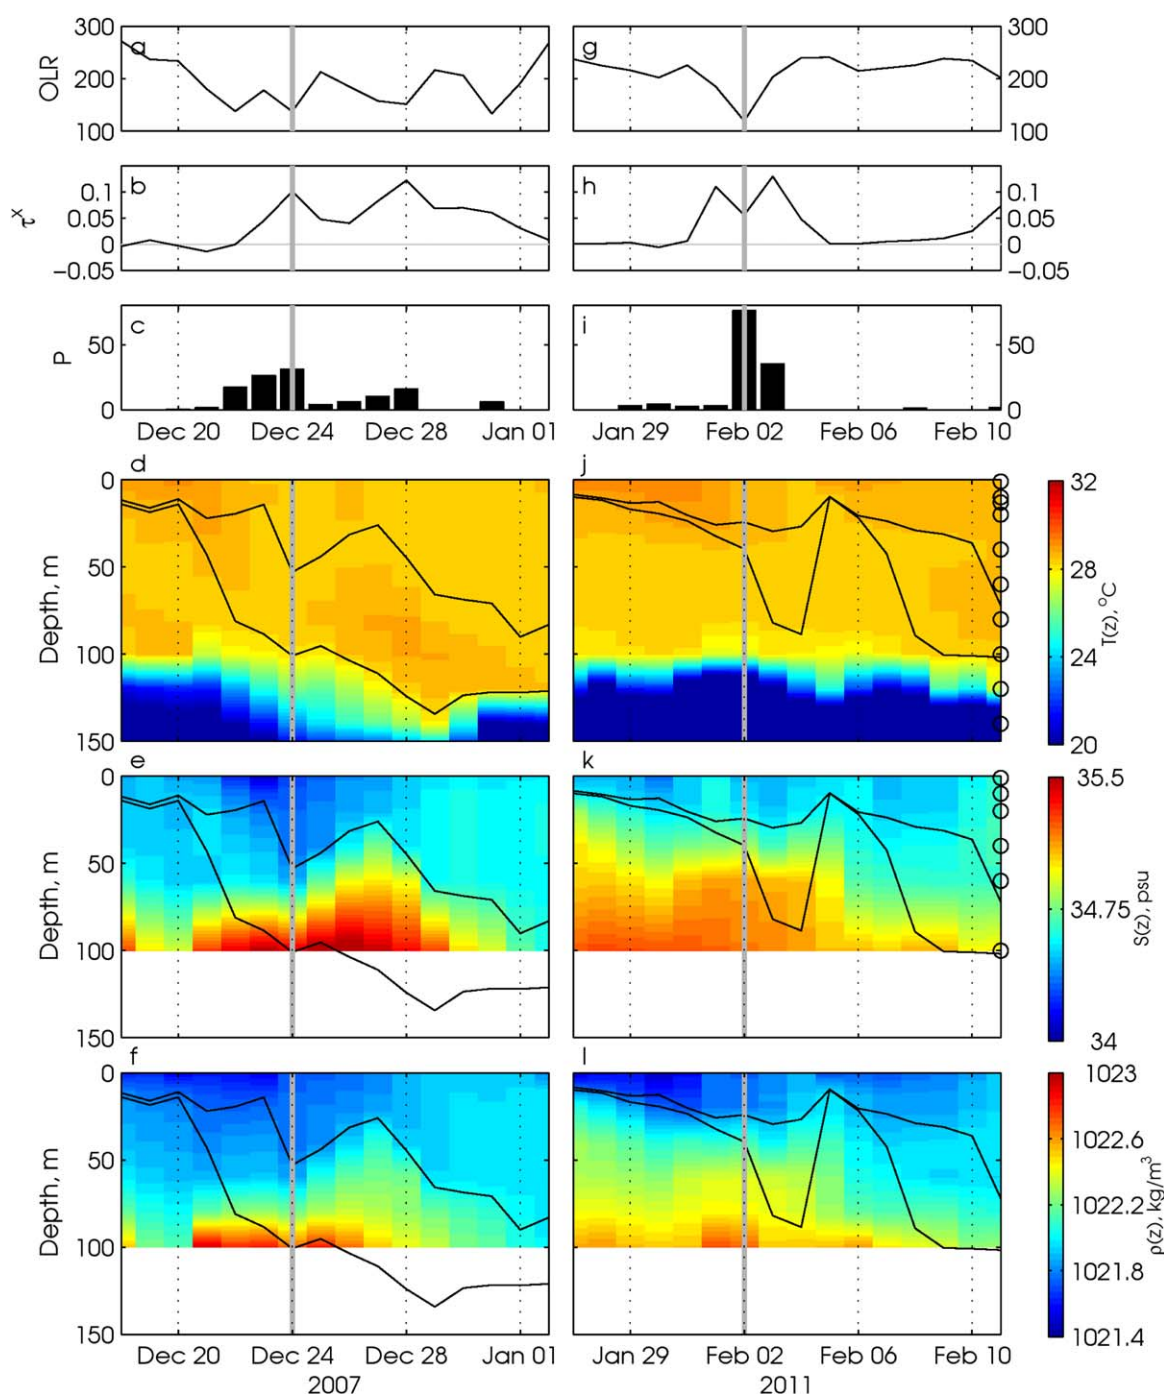 300
200
100
OLR
a
g
300
200
100
0.1
0.05
0
−0.05
τˣ
b
h
0.1
0.05
0
−0.05
50
0
P
c
i
50
0
Dec 20 Dec 24 Dec 28 Jan 01
Jan 29 Feb 02 Feb 06 Feb 10
d
j
0
50
100
150
Depth, m
32
28
24
20
T(z), °C
e
k
0
50
100
150
Depth, m
35.5
34.75
34
S(z), psu
f
l
0
50
100
150
Depth, m
1023
1022.6
1022.2
1021.8
1021.4
ρ(z), kg/m³
Dec 20 Dec 24 Dec 28 Jan 01
Jan 29 Feb 02 Feb 06 Feb 10
2007
2011